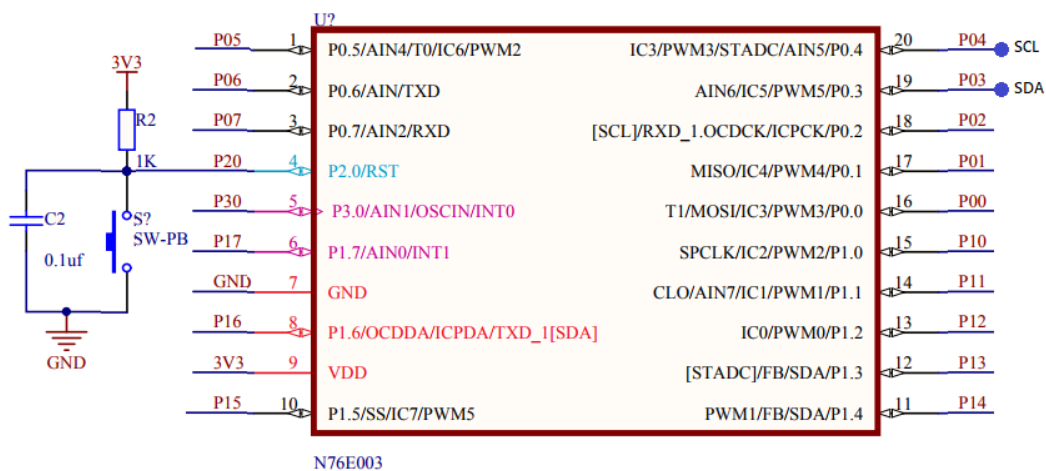 U?
P05 1 P0.5/AIN4/T0/IC6/PWM2 IC3/PWM3/STADC/AIN5/P0.4 20 P04 SCL
3V3
P06 2 P0.6/AIN/TXD AIN6/IC5/PWM5/P0.3 19 P03 SDA
R2
P07 3 P0.7/AIN2/RXD [SCL]/RXD_1.OCDCK/ICPCK/P0.2 18 P02
1K P20 4 P2.0/RST MISO/IC4/PWM4/P0.1 17 P01
P30 5 P3.0/AIN1/OSCIN/INT0 T1/MOSI/IC3/PWM3/P0.0 16 P00
C2 S?
SW-PB P17 6 P1.7/AIN0/INT1 SPCLK/IC2/PWM2/P1.0 15 P10
0.1uf
GND 7 GND CLO/AIN7/IC1/PWM1/P1.1 14 P11
P16 8 P1.6/OCDDA/ICPDA/TXD_1[SDA] IC0/PWM0/P1.2 13 P12
GND
3V3 9 VDD [STADC]/FB/SDA/P1.3 12 P13
P15 10 P1.5/SS/IC7/PWM5 PWM1/FB/SDA/P1.4 11 P14
N76E003